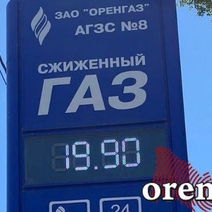 ЗАО "ОРЕНГАЗ"
АГЗС №8
СЖИЖЕННЫЙ
ГАЗ
19.90
24
oren